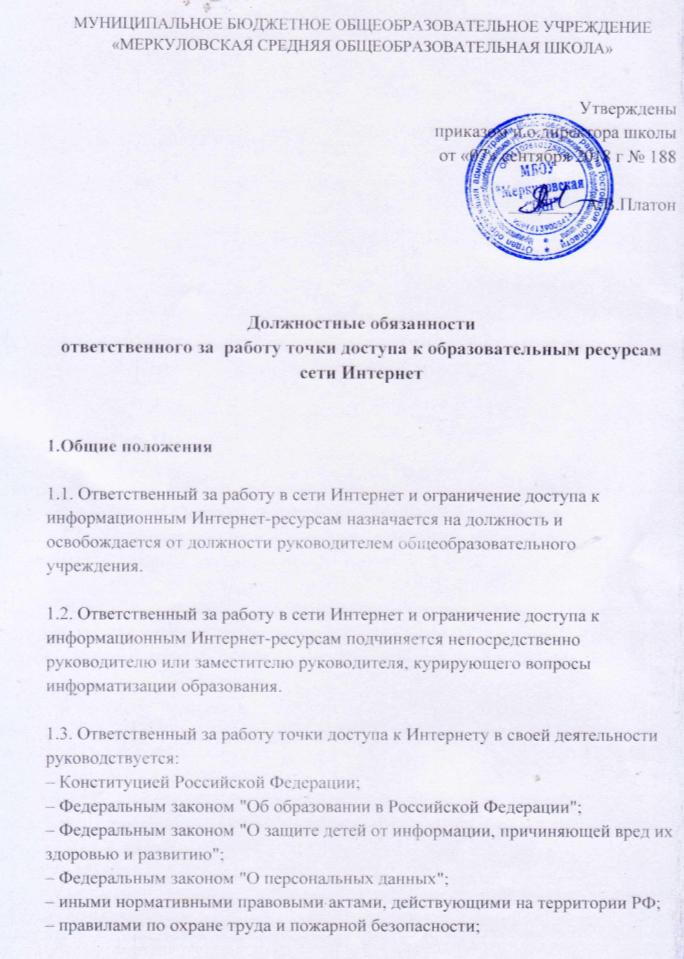 МУНИЦИПАЛЬНОЕ БЮДЖЕТНОЕ ОБЩЕОБРАЗОВАТЕЛЬНОЕ УЧРЕЖДЕНИЕ
«МЕРКУЛОВСКАЯ СРЕДНЯЯ ОБЩЕОБРАЗОВАТЕЛЬНАЯ ШКОЛА»
Утверждены
приказом и.о.директора школы
от «07» сентября 2018 г № 188
МБОУ
"Меркуловская
СОШ"
А.В.Платон
Должностные обязанности
ответственного за работу точки доступа к образовательным ресурсам
сети Интернет
1.Общие положения
1.1. Ответственный за работу в сети Интернет и ограничение доступа к
информационным Интернет-ресурсам назначается на должность и
освобождается от должности руководителем общеобразовательного
учреждения.
1.2. Ответственный за работу в сети Интернет и ограничение доступа к
информационным Интернет-ресурсам подчиняется непосредственно
руководителю или заместителю руководителя, курирующего вопросы
информатизации образования.
1.3. Ответственный за работу точки доступа к Интернету в своей деятельности
руководствуется:
– Конституцией Российской Федерации;
– Федеральным законом "Об образовании в Российской Федерации";
– Федеральным законом "О защите детей от информации, причиняющей вред их
здоровью и развитию";
– Федеральным законом "О персональных данных";
– иными нормативными правовыми актами, действующими на территории РФ;
– правилами по охране труда и пожарной безопасности;